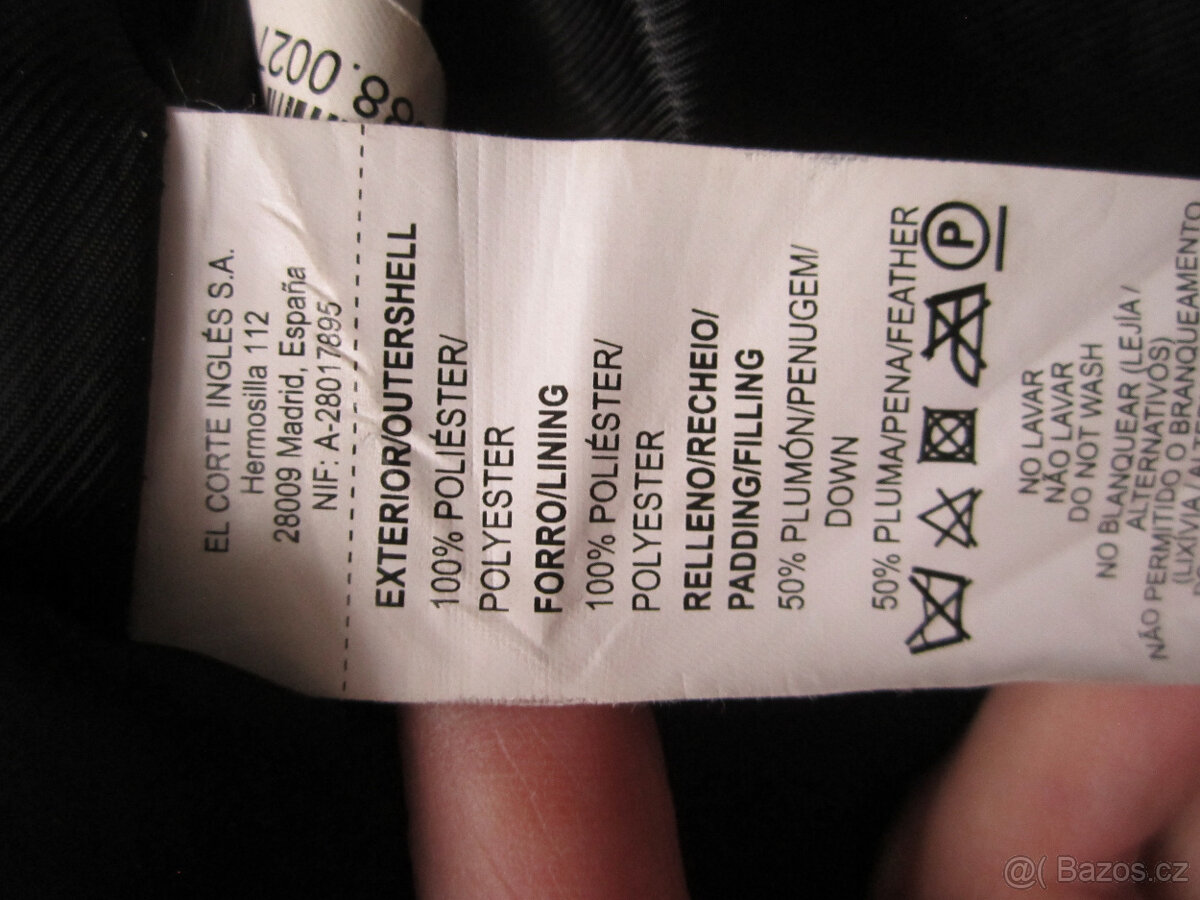 EL CORTE INGLÉS S.A.
Hermosilla 112
28009 Madrid, España
NIF: A-28017895
EXTERIOR/OUTERSHELL
100% POLIÉSTER/
POLYESTER
FORRO/LINING
100% POLIÉSTER/
POLYESTER
RELLENO/RECHEIO/
PADDING/FILLING
50% PLUMÓN/PENUGEM/
DOWN
50% PLUMA/PENA/FEATHER
P
NO LAVAR
NÃO LAVAR
DO NOT WASH
NO BLANQUEAR (LEJÍA /
ALTERNATIVOS)
NÃO PERMITIDO O BRANQUEAMENTO
(LIXÍVIA /
@( Bazos.cz